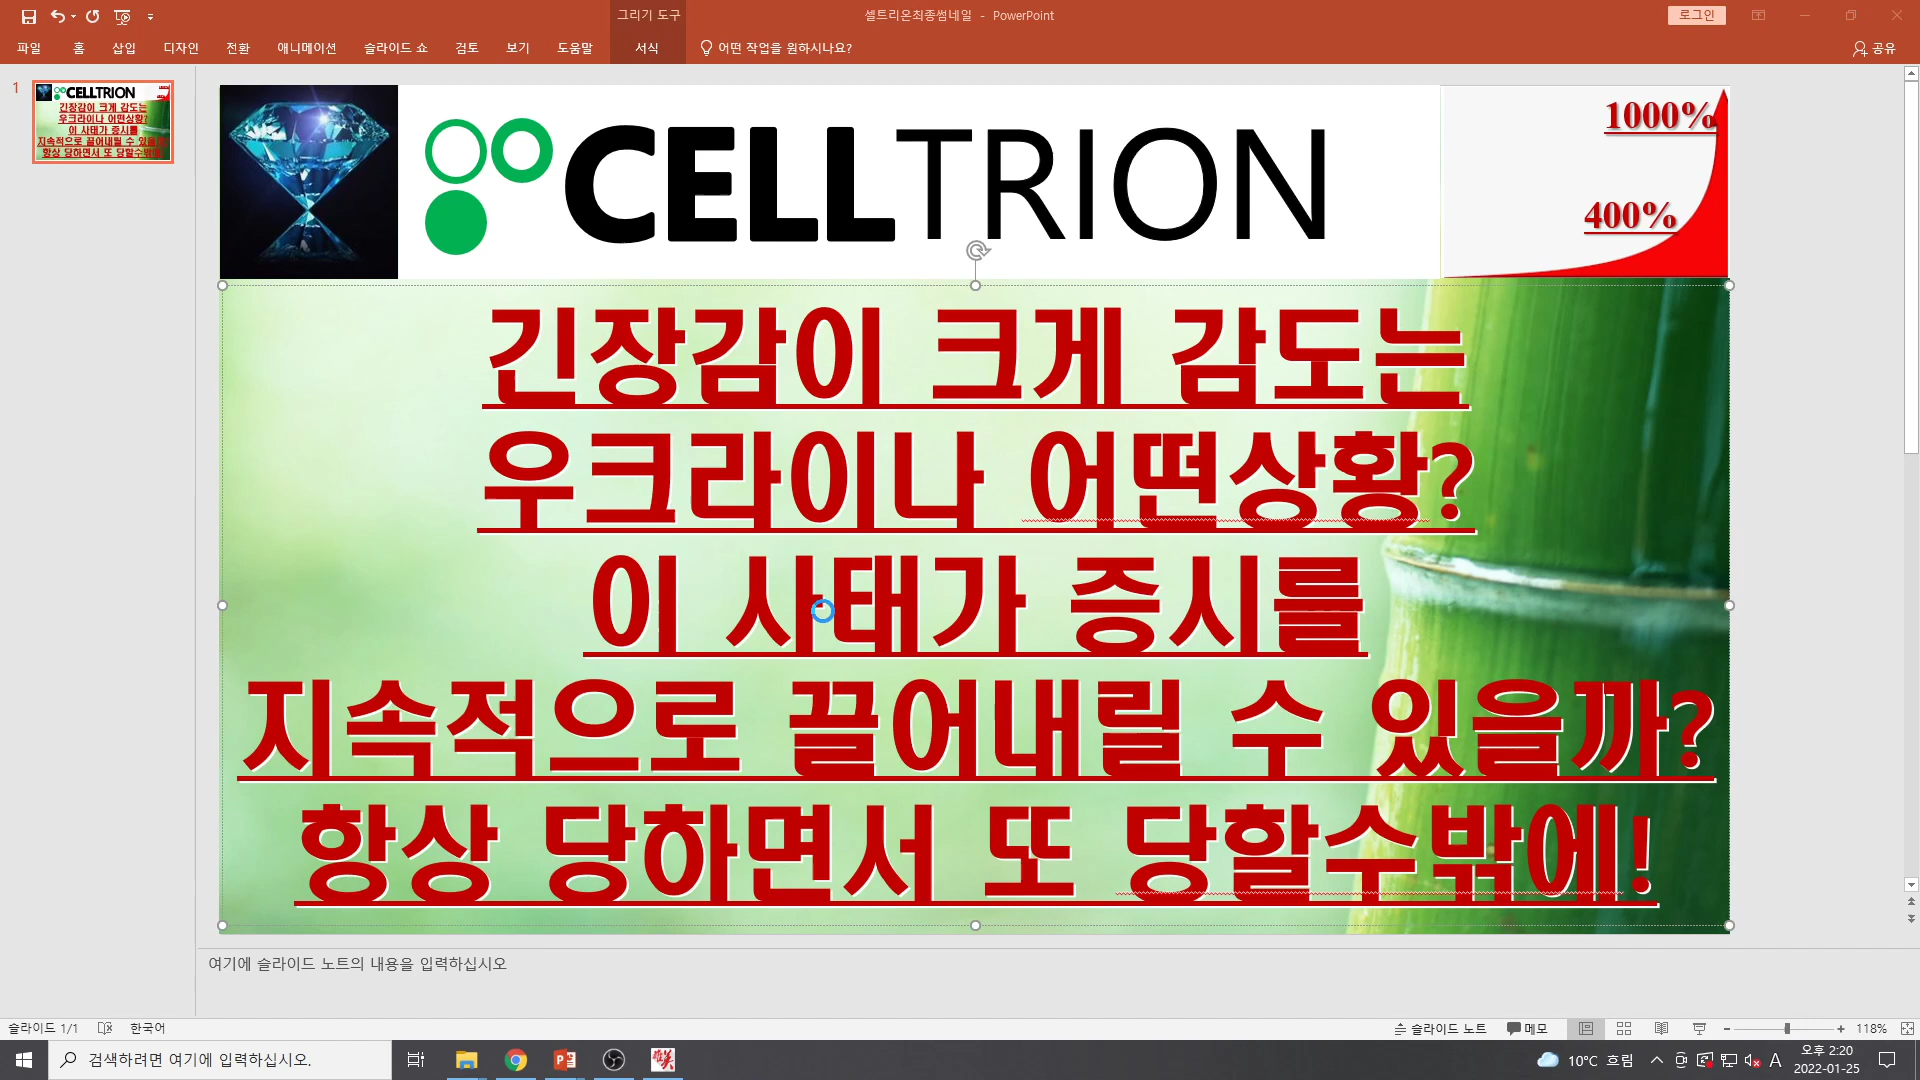 그리기 도구
셀트리온최종썸네일 - PowerPoint
로그인
파일 홈 삽입 디자인 전환 애니메이션 슬라이드 쇼 검토 보기 도움말 서식 어떤 작업을 원하시나요? 공유
1
CELLTRION
1000%
400%
긴장감이 크게 감도는
우크라이나 어떤상황?
이 사태가 증시를
지속적으로 끌어내릴 수 있을까?
항상 당하면서 또 당할수밖에!
여기에 슬라이드 노트의 내용을 입력하십시오
슬라이드 1/1 한국어 슬라이드 노트 메모 118%
검색하려면 여기에 입력하십시오.
10°C 흐림 A 오후 2:20
2022-01-25